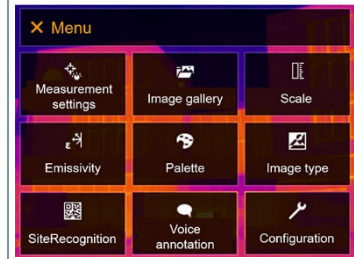 Menu
Measurement
settings
Image gallery
Scale
Emissivity
Palette
Image type
SiteRecognition
Voice
annotation
Configuration